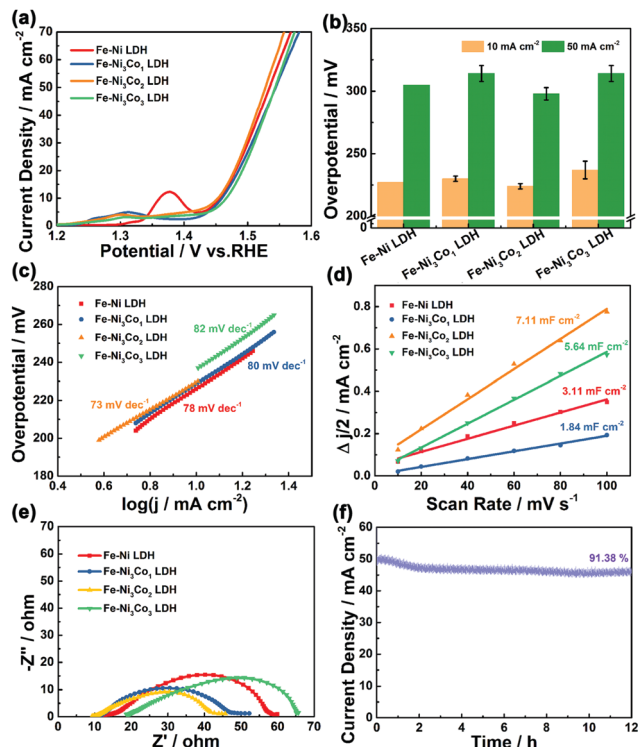 (a)
Current Density / mA cm⁻²
70
60
50
40
30
20
10
0
Fe-Ni LDH
Fe-Ni₃Co₁ LDH
Fe-Ni₃Co₂ LDH
Fe-Ni₃Co₃ LDH
1.2 1.3 1.4 1.5 1.6
Potential / V vs.RHE
(b)
Overpotential / mV
350
300
250
200
0
10 mA cm⁻² 50 mA cm⁻²
Fe-Ni LDH
Fe-Ni₃Co₁ LDH
Fe-Ni₃Co₂ LDH
Fe-Ni₃Co₃ LDH
(c)
Overpotential / mV
280
260
240
220
200
180
Fe-Ni LDH
Fe-Ni₃Co₁ LDH
Fe-Ni₃Co₂ LDH
Fe-Ni₃Co₃ LDH
82 mV dec⁻¹
80 mV dec⁻¹
73 mV dec⁻¹
78 mV dec⁻¹
0.4 0.6 0.8 1.0 1.2 1.4
log(j / mA cm⁻²)
(d)
Δ j/2 / mA cm⁻²
0.8
0.6
0.4
0.2
0.0
Fe-Ni LDH
Fe-Ni₃Co₁ LDH
Fe-Ni₃Co₂ LDH
Fe-Ni₃Co₃ LDH
7.11 mF cm⁻²
5.64 mF cm⁻²
3.11 mF cm⁻²
1.84 mF cm⁻²
0 20 40 60 80 100
Scan Rate / mV s⁻¹
(e)
-Z'' / ohm
50
40
30
20
10
0
Fe-Ni LDH
Fe-Ni₃Co₁ LDH
Fe-Ni₃Co₂ LDH
Fe-Ni₃Co₃ LDH
0 10 20 30 40 50 60 70
Z' / ohm
(f)
Current Density / mA cm⁻²
60
50
40
30
20
10
0
91.38 %
0 2 4 6 8 10 12
Time / h